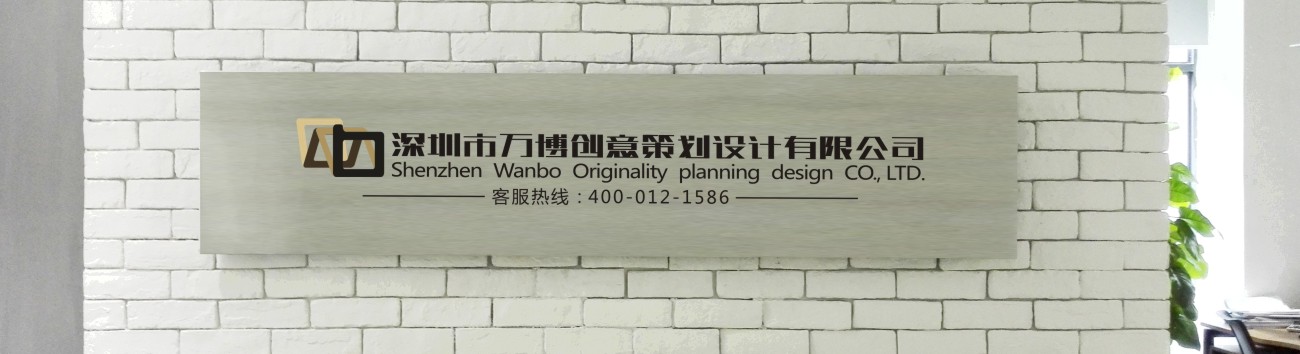 深圳市万博创意策划设计有限公司
Shenzhen Wanbo Originality planning design CO., LTD.
客服热线：400-012-1586